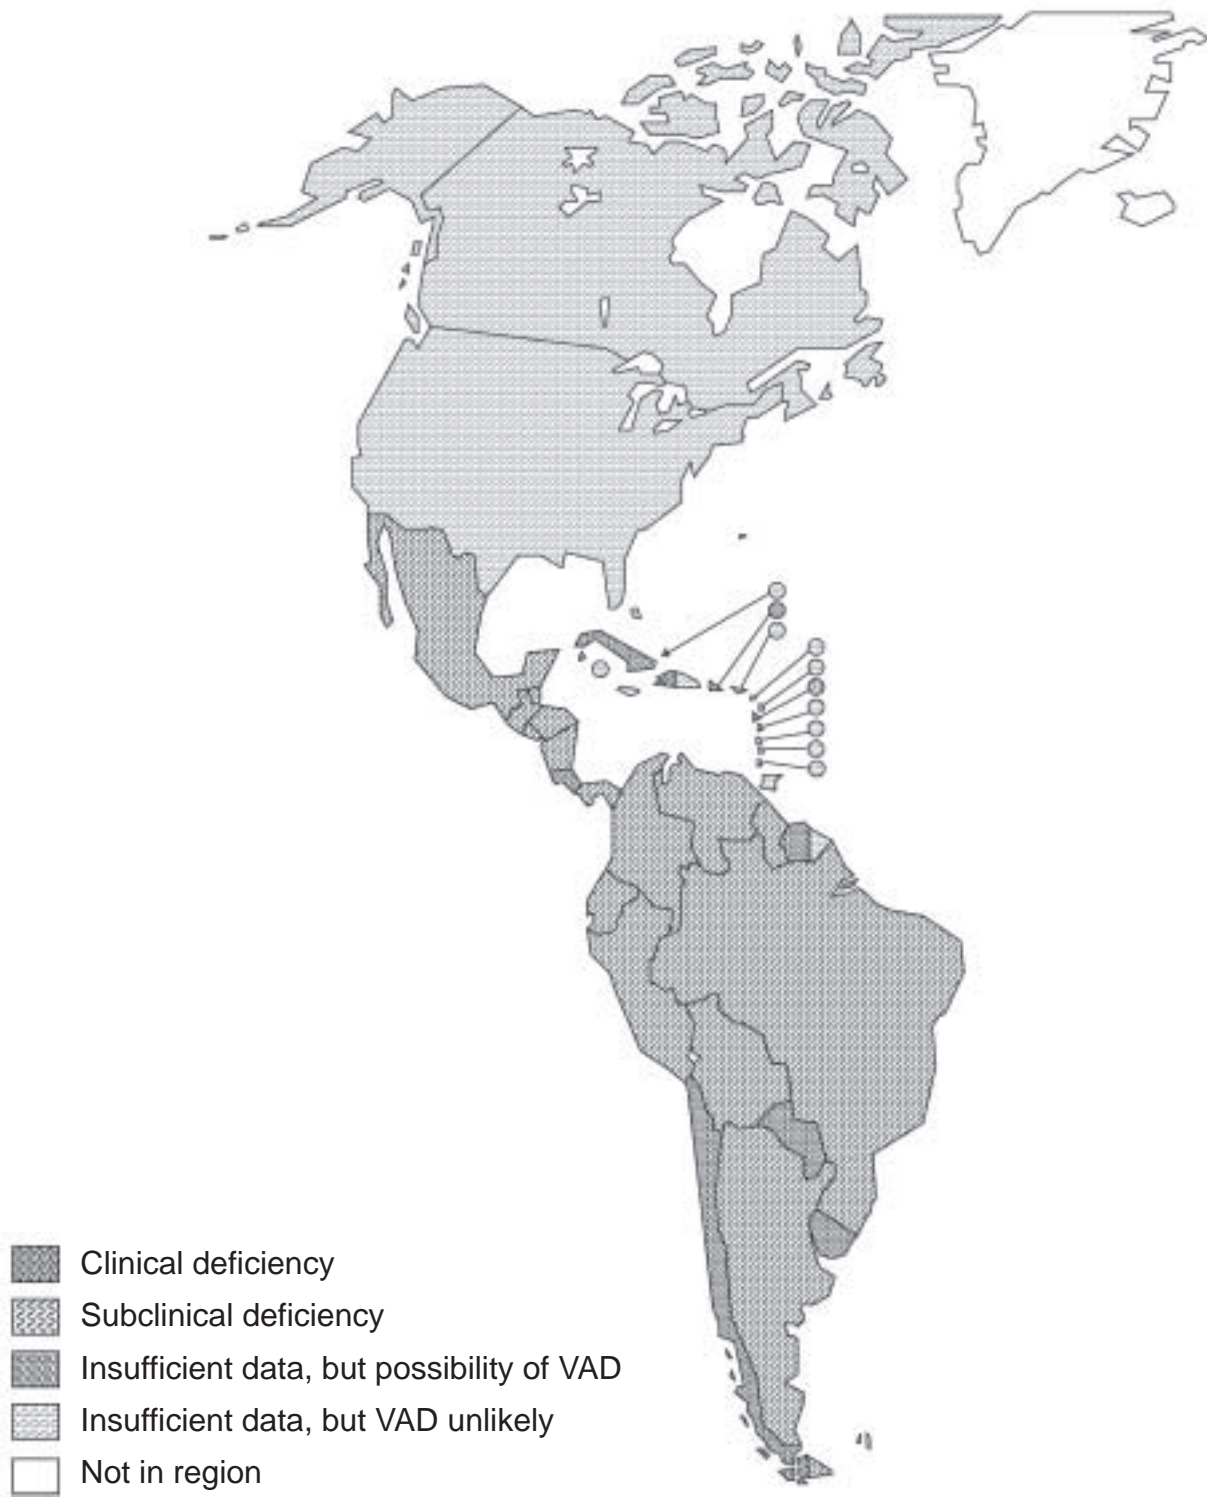 Clinical deficiency
Subclinical deficiency
Insufficient data, but possibility of VAD
Insufficient data, but VAD unlikely
Not in region